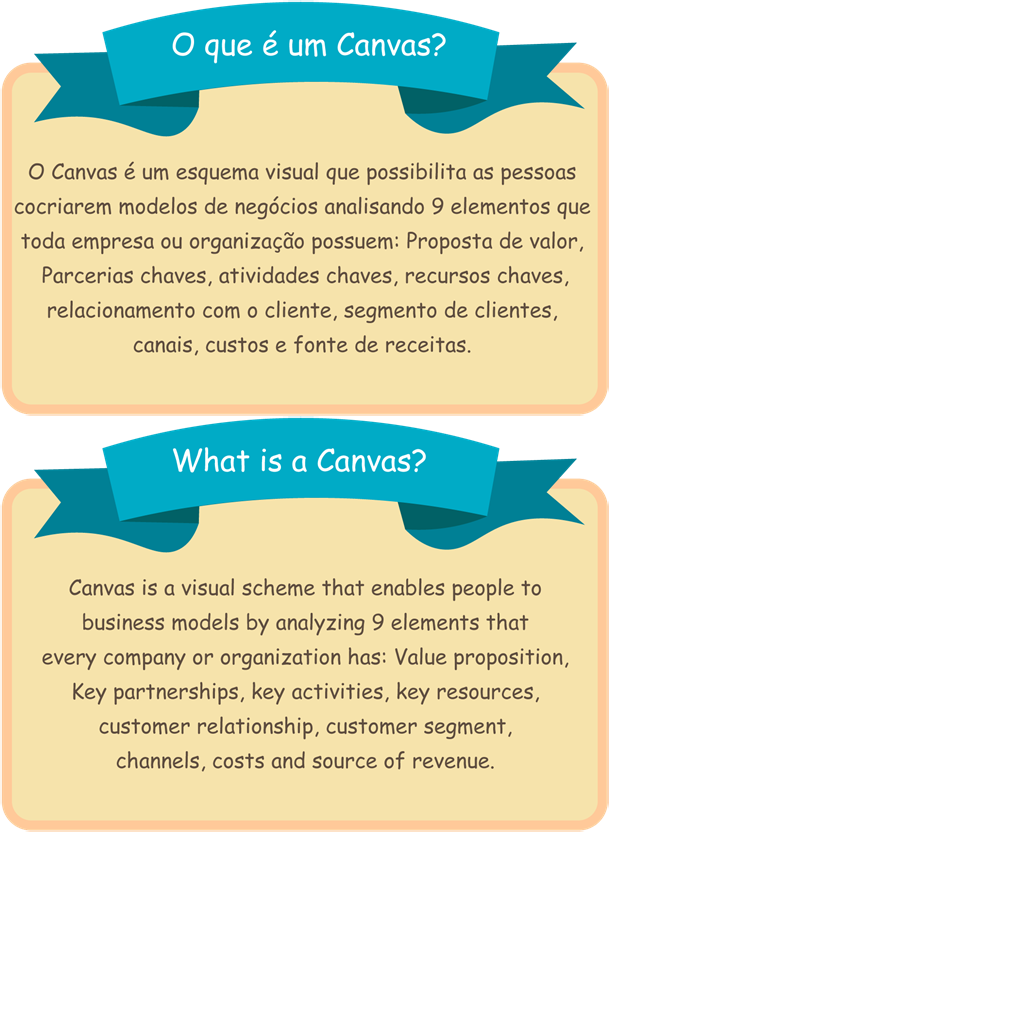 O que é um Canvas?
O Canvas é um esquema visual que possibilita as pessoas
cocriarem modelos de negócios analisando 9 elementos que
toda empresa ou organização possuem: Proposta de valor,
Parcerias chaves, atividades chaves, recursos chaves,
relacionamento com o cliente, segmento de clientes,
canais, custos e fonte de receitas.
What is a Canvas?
Canvas is a visual scheme that enables people to
business models by analyzing 9 elements that
every company or organization has: Value proposition,
Key partnerships, key activities, key resources,
customer relationship, customer segment,
channels, costs and source of revenue.